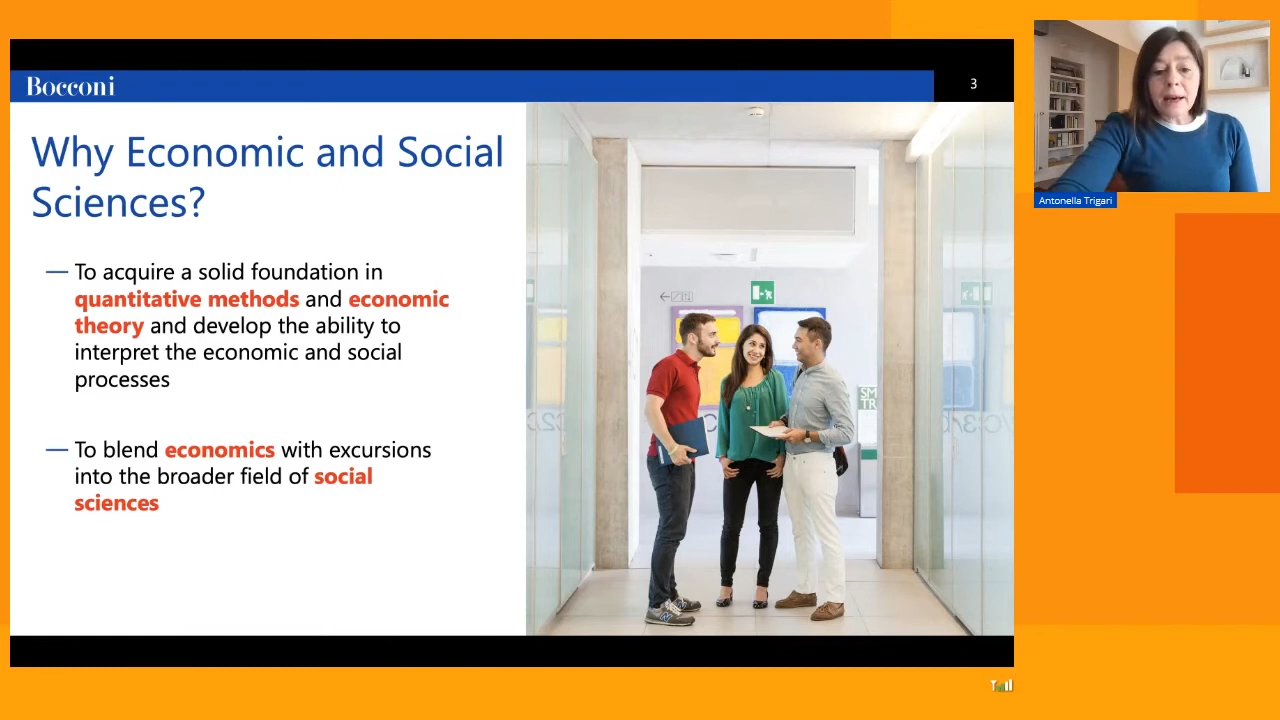 Bocconi
3
Why Economic and Social
Sciences?
— To acquire a solid foundation in
quantitative methods and economic
theory and develop the ability to
interpret the economic and social
processes
— To blend economics with excursions
into the broader field of social
sciences
SM
TR
Antonella Trigari